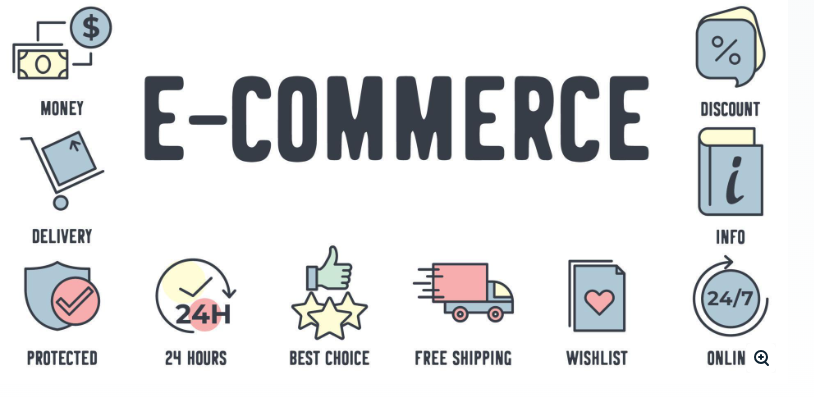 $
MONEY
E-COMMERCE
%
DISCOUNT
DELIVERY
i
INFO
PROTECTED
24H
24 HOURS
BEST CHOICE
FREE SHIPPING
WISHLIST
24/7
ONLIN